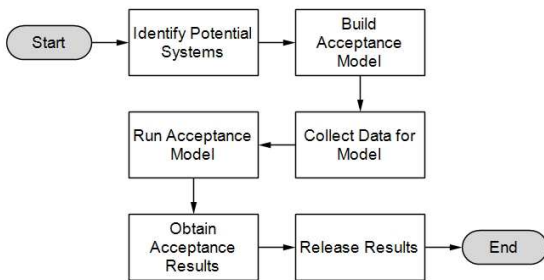 Start
Identify Potential
Systems
Build
Acceptance
Model
Collect Data for
Model
Run Acceptance
Model
Obtain
Acceptance
Results
Release Results
End